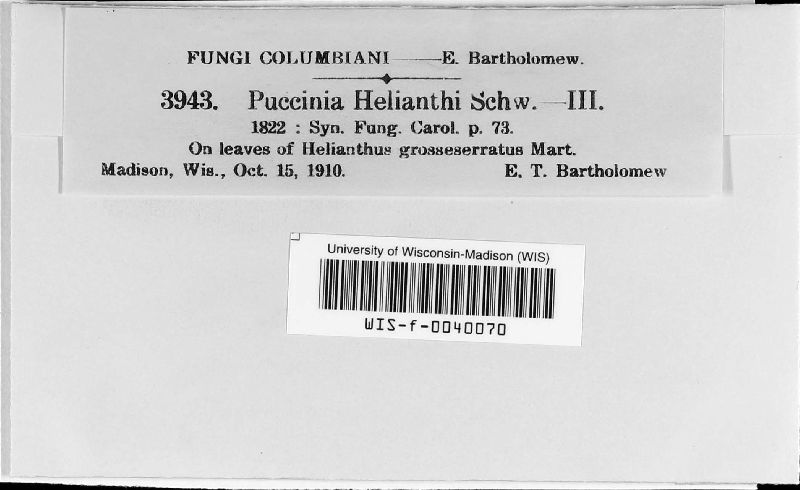 FUNGI COLUMBIANI — E. Bartholomew.
3943. Puccinia Helianthi Schw. — III.
1822 : Syn. Fung. Carol. p. 73.
On leaves of Helianthus grosseserratus Mart.
Madison, Wis., Oct. 15, 1910. E. T. Bartholomew
University of Wisconsin-Madison (WIS)
WIS-f-0040070